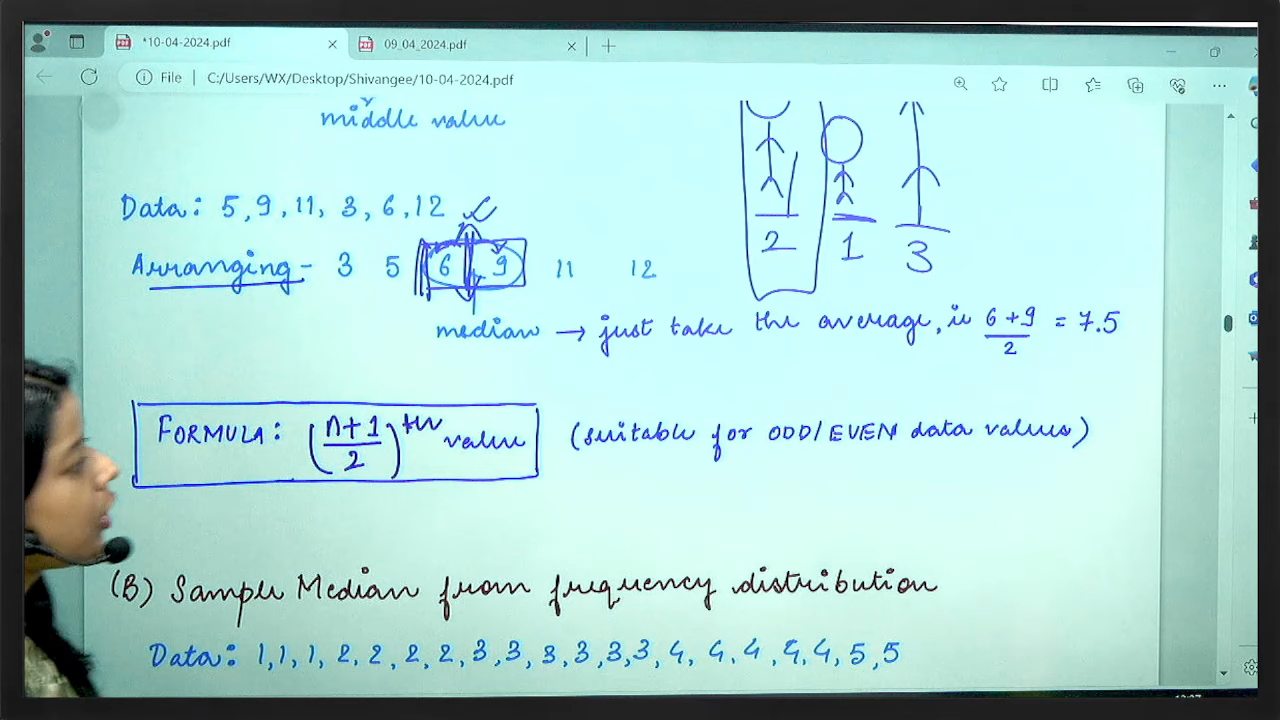 *10-04-2024.pdf
09_04_2024.pdf
File C:/Users/WX/Desktop/Shivangee/10-04-2024.pdf
middle value
Data: 5, 9, 11, 3, 6, 12
2 1 3
Arranging - 3 5 6 9 11 12
median → just take the average, ie 6+9/2 = 7.5
FORMULA: (n+1/2)th value (suitable for ODD/EVEN data values)
(B) Sample Median from frequency distribution
Data: 1, 1, 1, 2, 2, 2, 2, 3, 3, 3, 3, 3, 3, 4, 4, 4, 4, 4, 5, 5